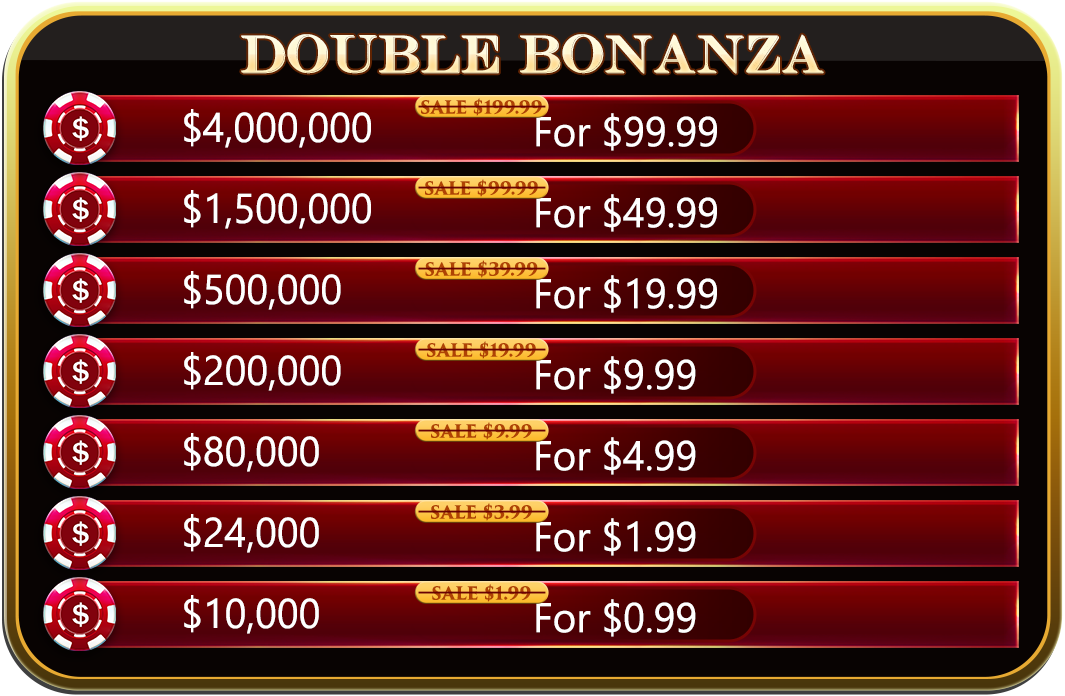 DOUBLE BONANZA
$
$4,000,000
SALE $199.99
For $99.99
$
$1,500,000
SALE $99.99
For $49.99
$
$500,000
SALE $39.99
For $19.99
$
$200,000
SALE $19.99
For $9.99
$
$80,000
SALE $9.99
For $4.99
$
$24,000
SALE $3.99
For $1.99
$
$10,000
SALE $1.99
For $0.99